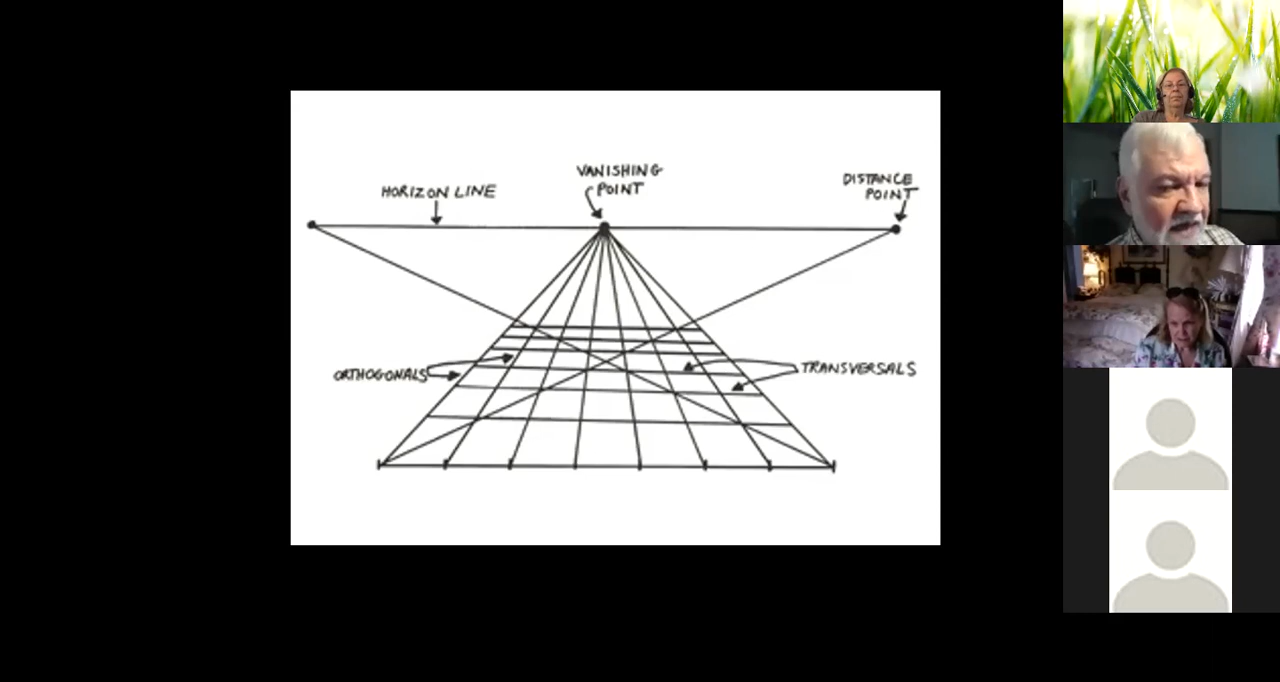 HORIZON LINE
VANISHING
POINT
DISTANCE
POINT
ORTHOGONALS
TRANSVERSALS